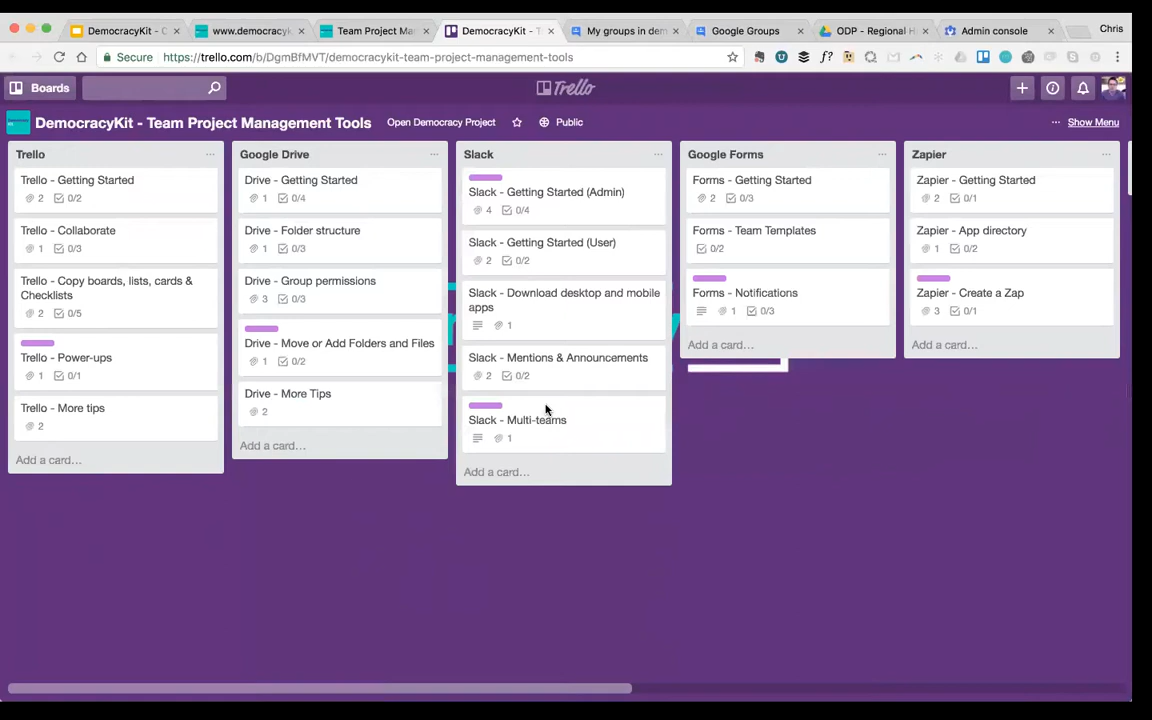 DemocracyKit - C
www.democracyk
Team Project Ma
DemocracyKit - T
My groups in dem
Google Groups
ODP - Regional H
Admin console
Chris
Secure
https://trello.com/b/DgmBfMVT/democracykit-team-project-management-tools
Boards
Trello
DemocracyKit - Team Project Management Tools
Open Democracy Project
Public
Show Menu
Trello
Trello - Getting Started
2 0/2
Trello - Collaborate
1 0/3
Trello - Copy boards, lists, cards &
Checklists
2 0/5
Trello - Power-ups
1 0/1
Trello - More tips
2
Add a card...
Google Drive
Drive - Getting Started
1 0/4
Drive - Folder structure
1 0/3
Drive - Group permissions
3 0/3
Drive - Move or Add Folders and Files
1 0/2
Drive - More Tips
2
Add a card...
Slack
Slack - Getting Started (Admin)
4 0/4
Slack - Getting Started (User)
2 0/2
Slack - Download desktop and mobile
apps
1
Slack - Mentions & Announcements
2 0/2
Slack - Multi-teams
1
Add a card...
Google Forms
Forms - Getting Started
2 0/3
Forms - Team Templates
0/2
Forms - Notifications
1 0/3
Add a card...
Zapier
Zapier - Getting Started
2 0/1
Zapier - App directory
1 0/2
Zapier - Create a Zap
3 0/1
Add a card...